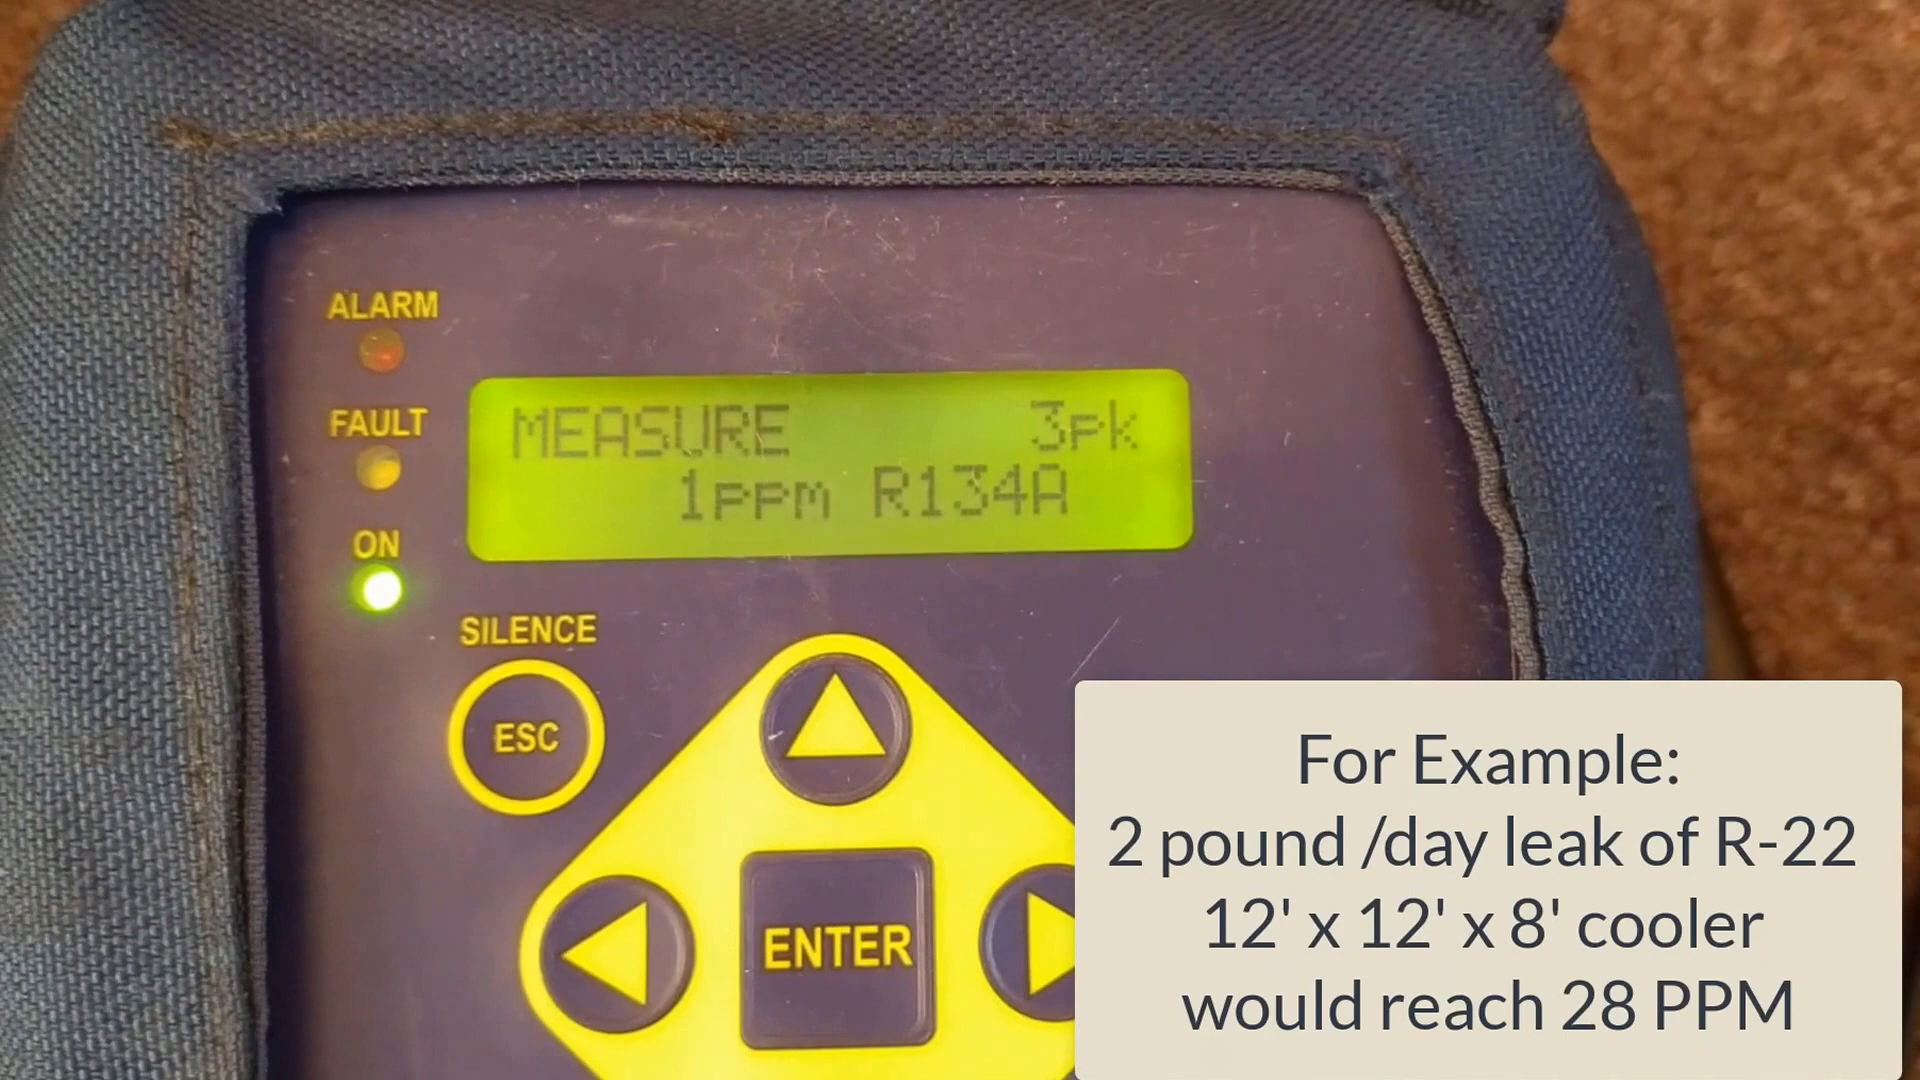 ALARM
FAULT
MEASURE 3pk
1ppm R134A
ON
SILENCE
ESC
ENTER
For Example:
2 pound /day leak of R-22
12' x 12' x 8' cooler
would reach 28 PPM